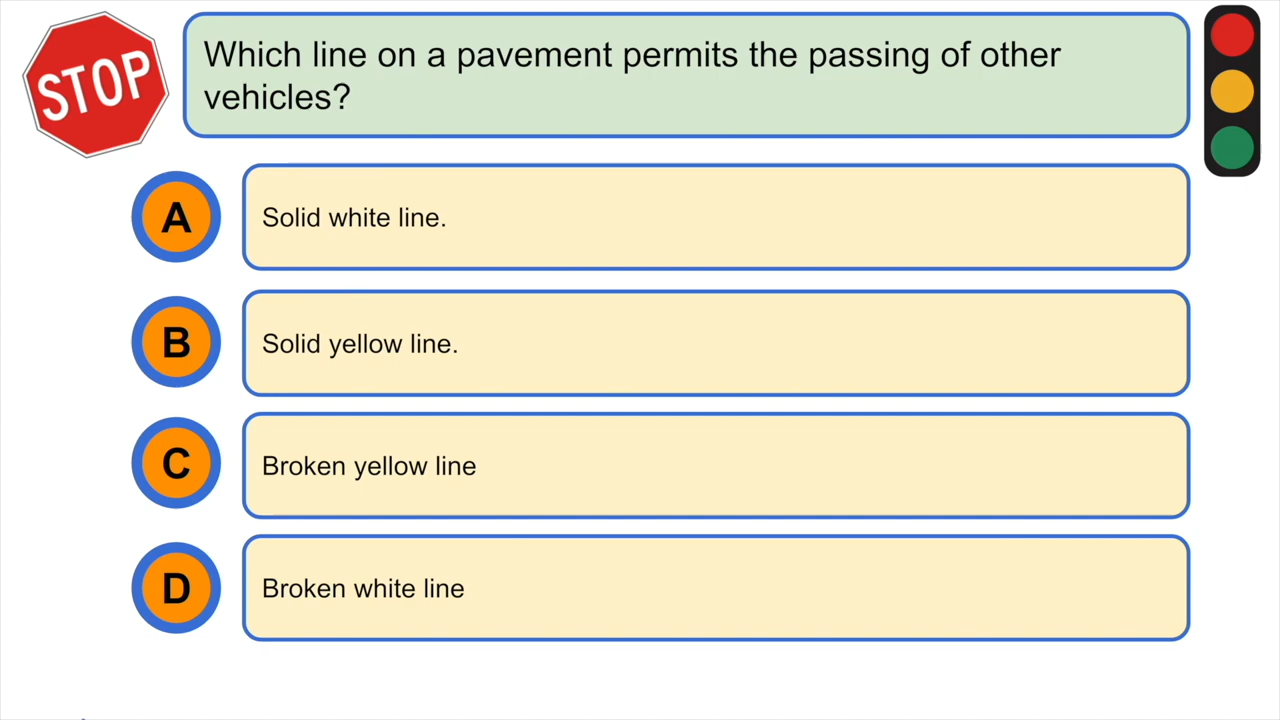 STOP
Which line on a pavement permits the passing of other
vehicles?
A
Solid white line.
B
Solid yellow line.
C
Broken yellow line
D
Broken white line